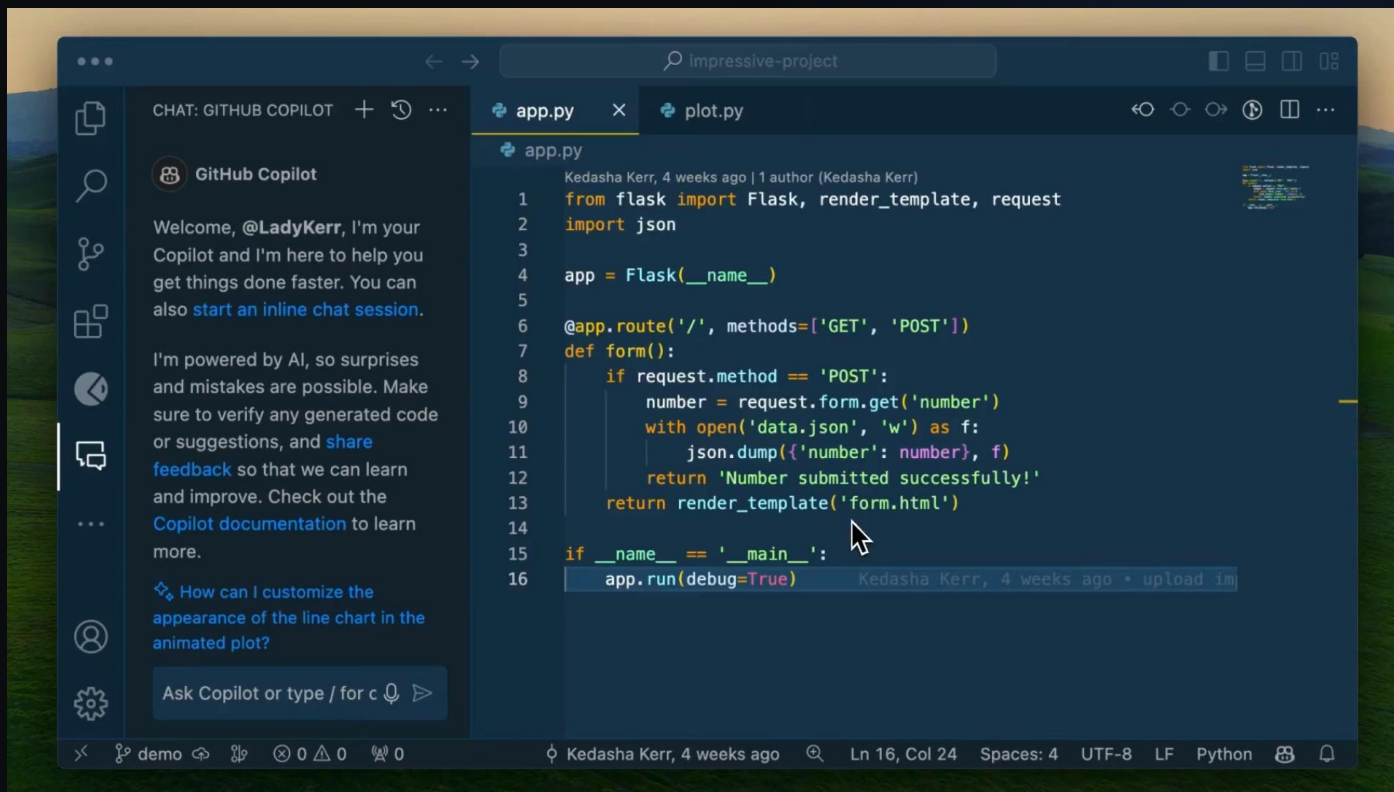 impressive-project
CHAT: GITHUB COPILOT
GitHub Copilot
Welcome, @LadyKerr, I'm your
Copilot and I'm here to help you
get things done faster. You can
also start an inline chat session.
I'm powered by AI, so surprises
and mistakes are possible. Make
sure to verify any generated code
or suggestions, and share
feedback so that we can learn
and improve. Check out the
Copilot documentation to learn
more.
How can I customize the
appearance of the line chart in the
animated plot?
Ask Copilot or type / for c
app.py
plot.py
app.py
Kedasha Kerr, 4 weeks ago | 1 author (Kedasha Kerr)
1 from flask import Flask, render_template, request
2 import json
3
4 app = Flask(__name__)
5
6 @app.route('/', methods=['GET', 'POST'])
7 def form():
8     if request.method == 'POST':
9         number = request.form.get('number')
10         with open('data.json', 'w') as f:
11             json.dump({'number': number}, f)
12         return 'Number submitted successfully!'
13     return render_template('form.html')
14
15 if __name__ == '__main__':
16     app.run(debug=True) Kedasha Kerr, 4 weeks ago • upload im
demo 0 0 0 Kedasha Kerr, 4 weeks ago Ln 16, Col 24 Spaces: 4 UTF-8 LF Python